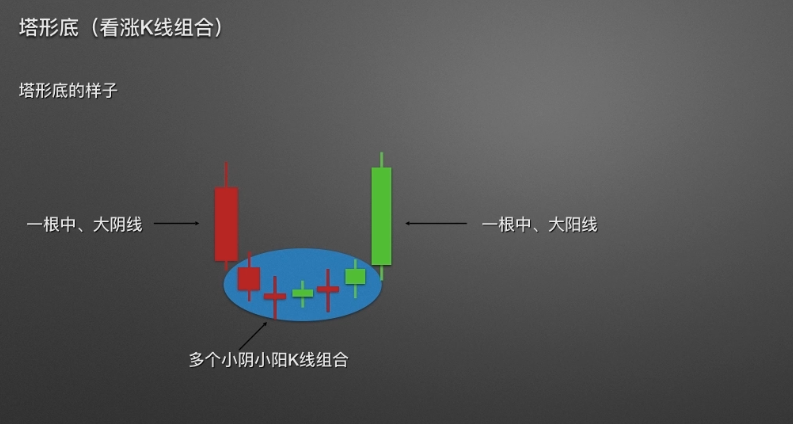 塔形底（看涨K线组合）
塔形底的样子
一根中、大阴线
一根中、大阳线
多个小阴小阳K线组合